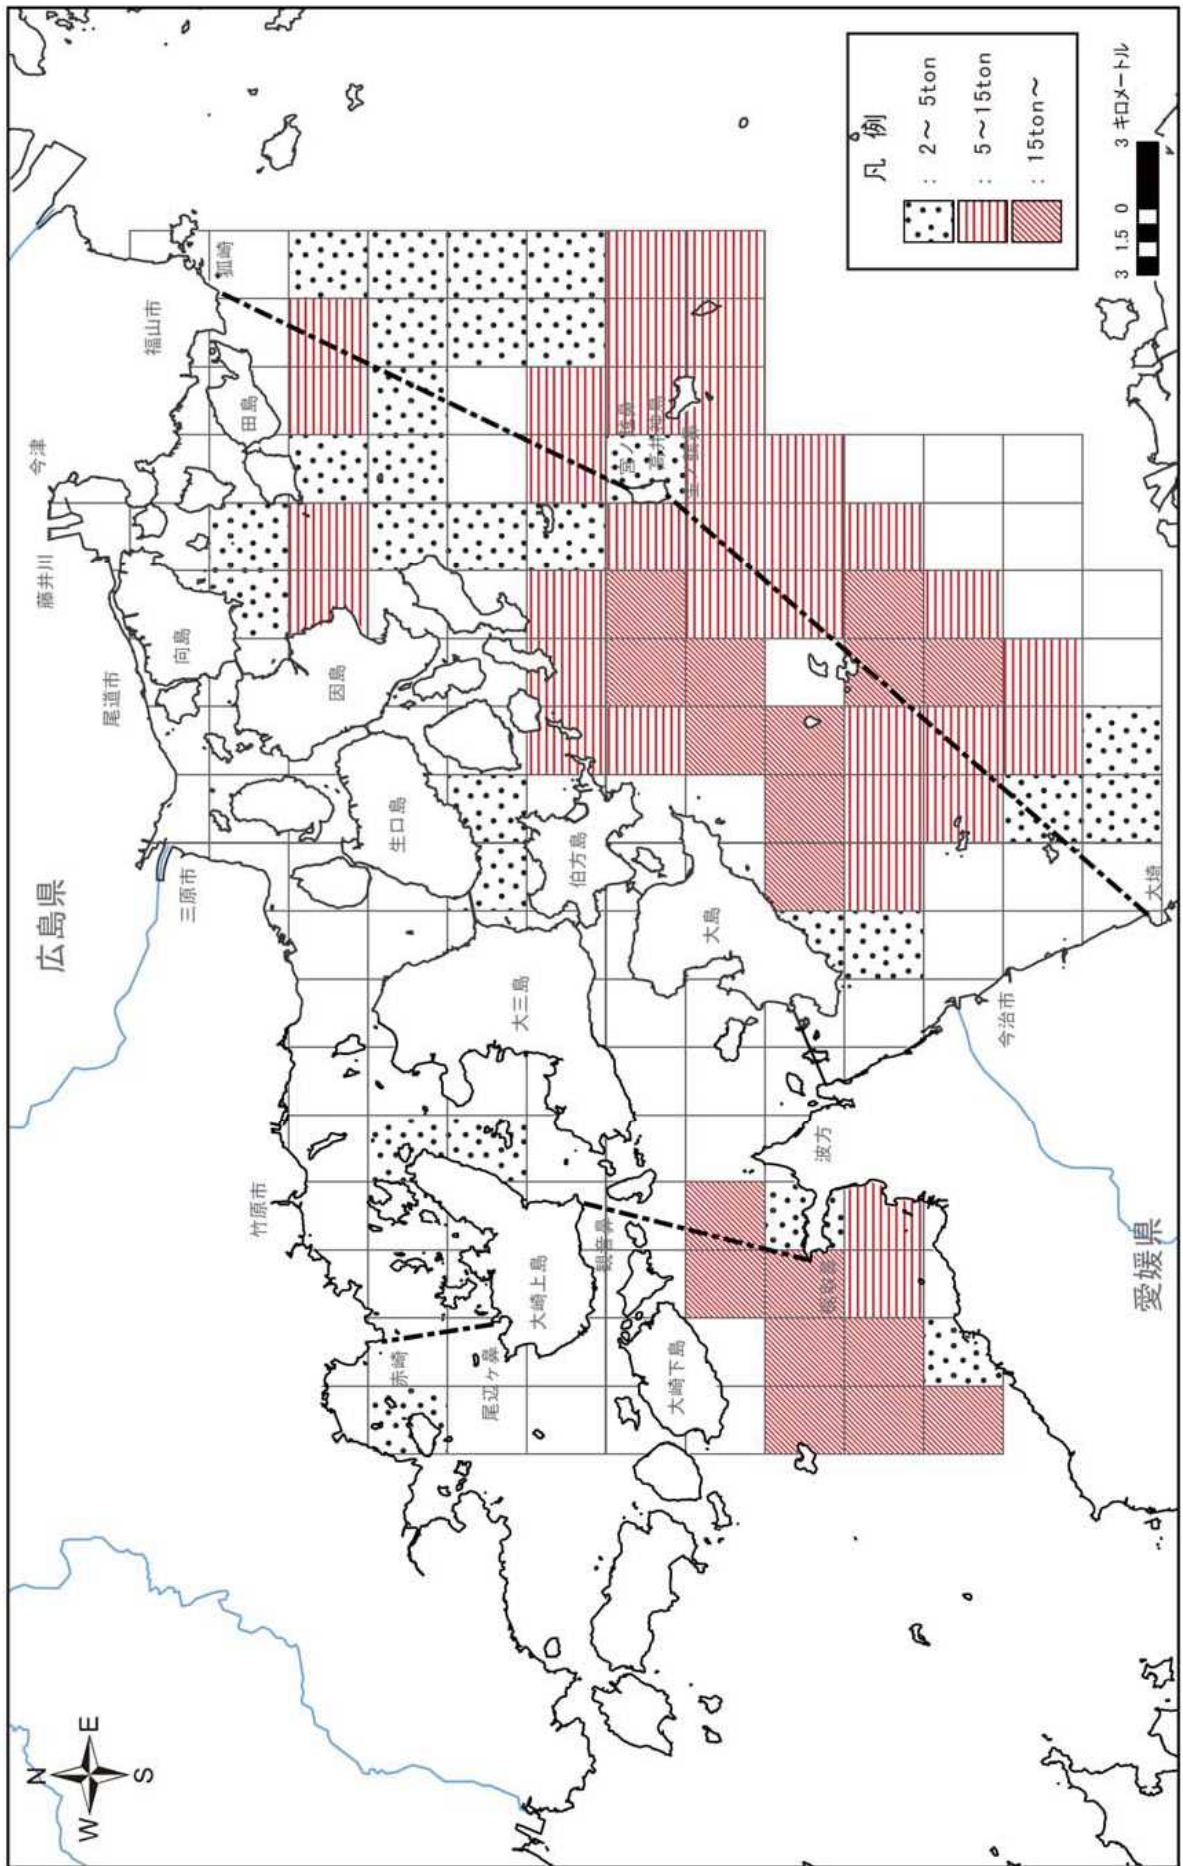 広島県
三原市
尾道市
藤井川
今津
福山市
狐崎
竹原市
向島
田島
因島
生口島
赤崎
尾辺ヶ鼻
大崎上島
観音鼻
大三島
伯方島
大島
大崎下島
高井神島
波方
今治市
大埼
愛媛県
凡 例
: 2～ 5ton
: 5～15ton
: 15ton～
3 1.5 0 3 キロメートル
N
W E
S